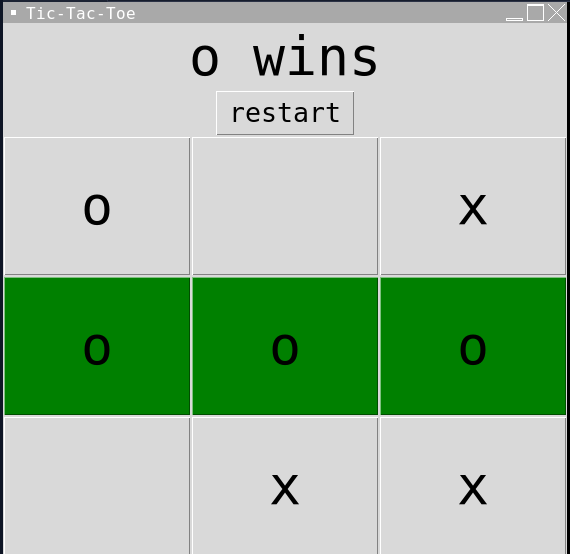 Tic-Tac-Toe
o wins
restart
o x
o o o
x x